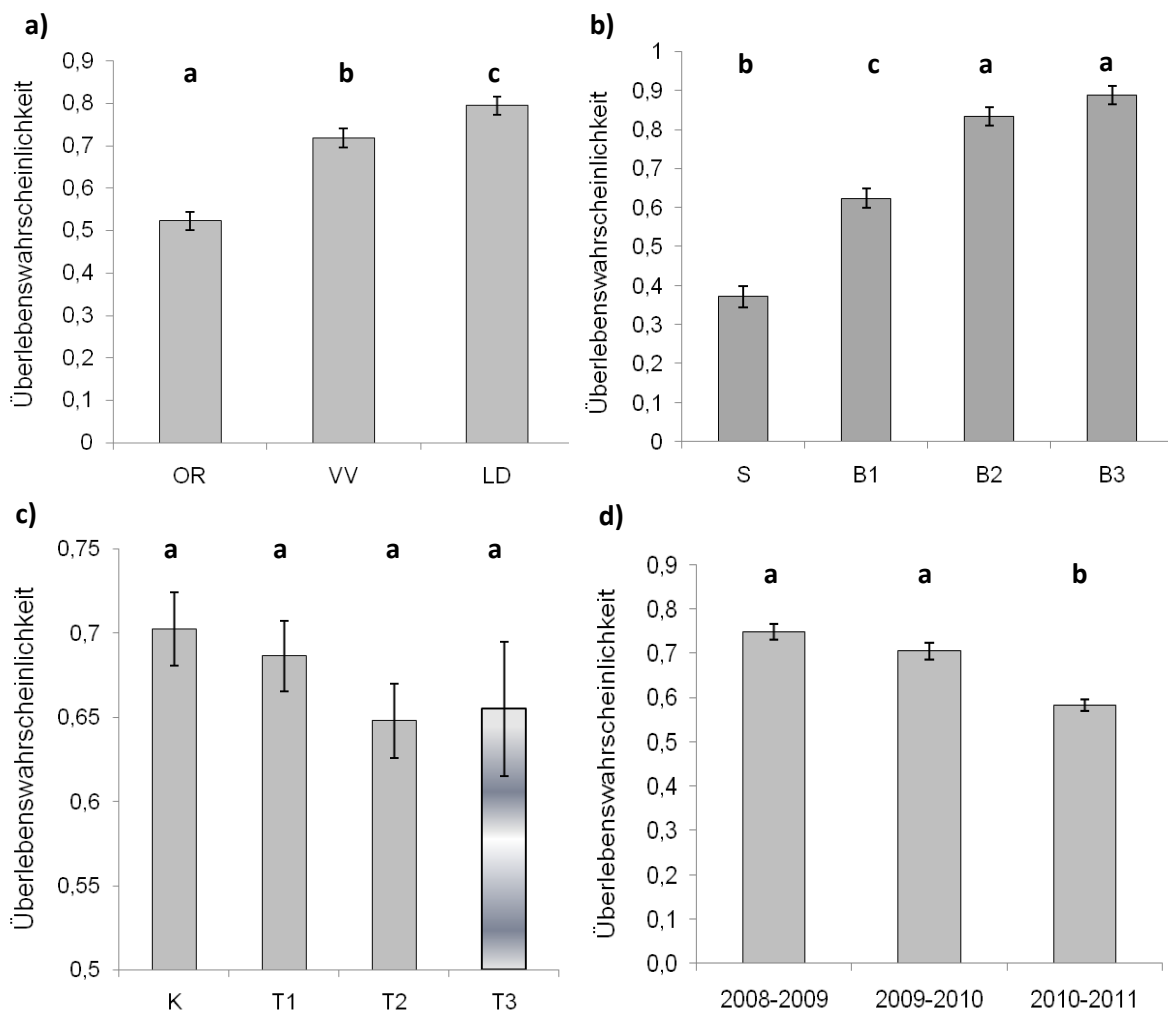 a)
Überlebenswahrscheinlichkeit
0,9
0,8
0,7
0,6
0,5
0,4
0,3
0,2
0,1
0
a b c
OR VV LD
b)
Überlebenswahrscheinlichkeit
1
0,9
0,8
0,7
0,6
0,5
0,4
0,3
0,2
0,1
0
b c a a
S B1 B2 B3
c)
Überlebenswahrscheinlichkeit
0,75
0,7
0,65
0,6
0,55
0,5
a a a a
K T1 T2 T3
d)
Überlebenswahrscheinlichkeit
0,9
0,8
0,7
0,6
0,5
0,4
0,3
0,2
0,1
0,0
a a b
2008-2009 2009-2010 2010-2011